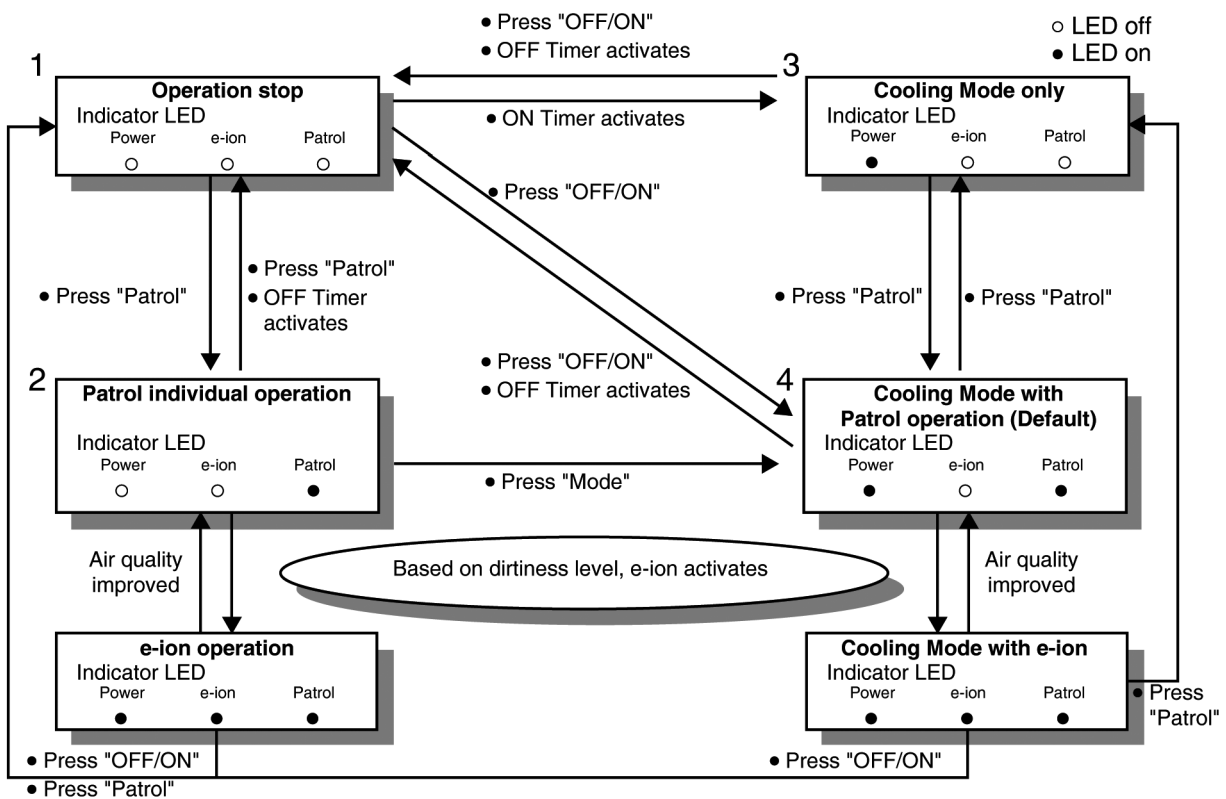 ● Press "OFF/ON"
● OFF Timer activates
○ LED off
● LED on
1
Operation stop
Indicator LED
Power e-ion Patrol
● ON Timer activates
3
Cooling Mode only
Indicator LED
Power e-ion Patrol
● Press "OFF/ON"
● Press "Patrol"
● Press "Patrol"
● OFF Timer
activates
● Press "Patrol"
● Press "Patrol"
● Press "OFF/ON"
● OFF Timer activates
2
Patrol individual operation
Indicator LED
Power e-ion Patrol
● Press "Mode"
4
Cooling Mode with
Patrol operation (Default)
Indicator LED
Power e-ion Patrol
Air quality
improved
Based on dirtiness level, e-ion activates
Air quality
improved
e-ion operation
Indicator LED
Power e-ion Patrol
Cooling Mode with e-ion
Indicator LED
Power e-ion Patrol
● Press
"Patrol"
● Press "OFF/ON"
● Press "Patrol"
● Press "OFF/ON"